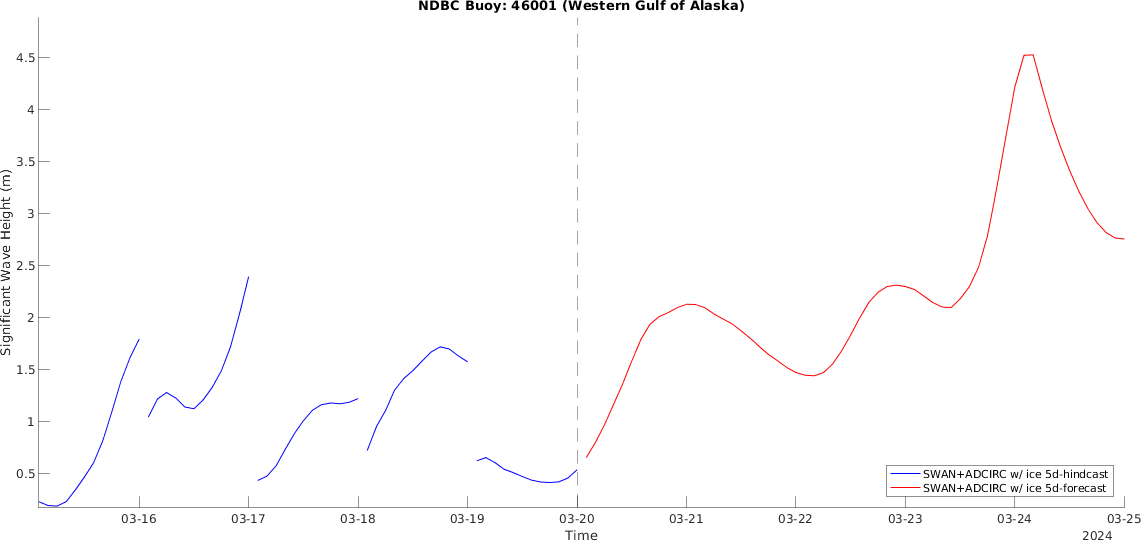 NDBC Buoy: 46001 (Western Gulf of Alaska)
Significant Wave Height (m)
4.5
4
3.5
3
2.5
2
1.5
1
0.5
SWAN+ADCIRC w/ ice 5d-hindcast
SWAN+ADCIRC w/ ice 5d-forecast
03-16 03-17 03-18 03-19 03-20 03-21 03-22 03-23 03-24 03-25
Time
2024